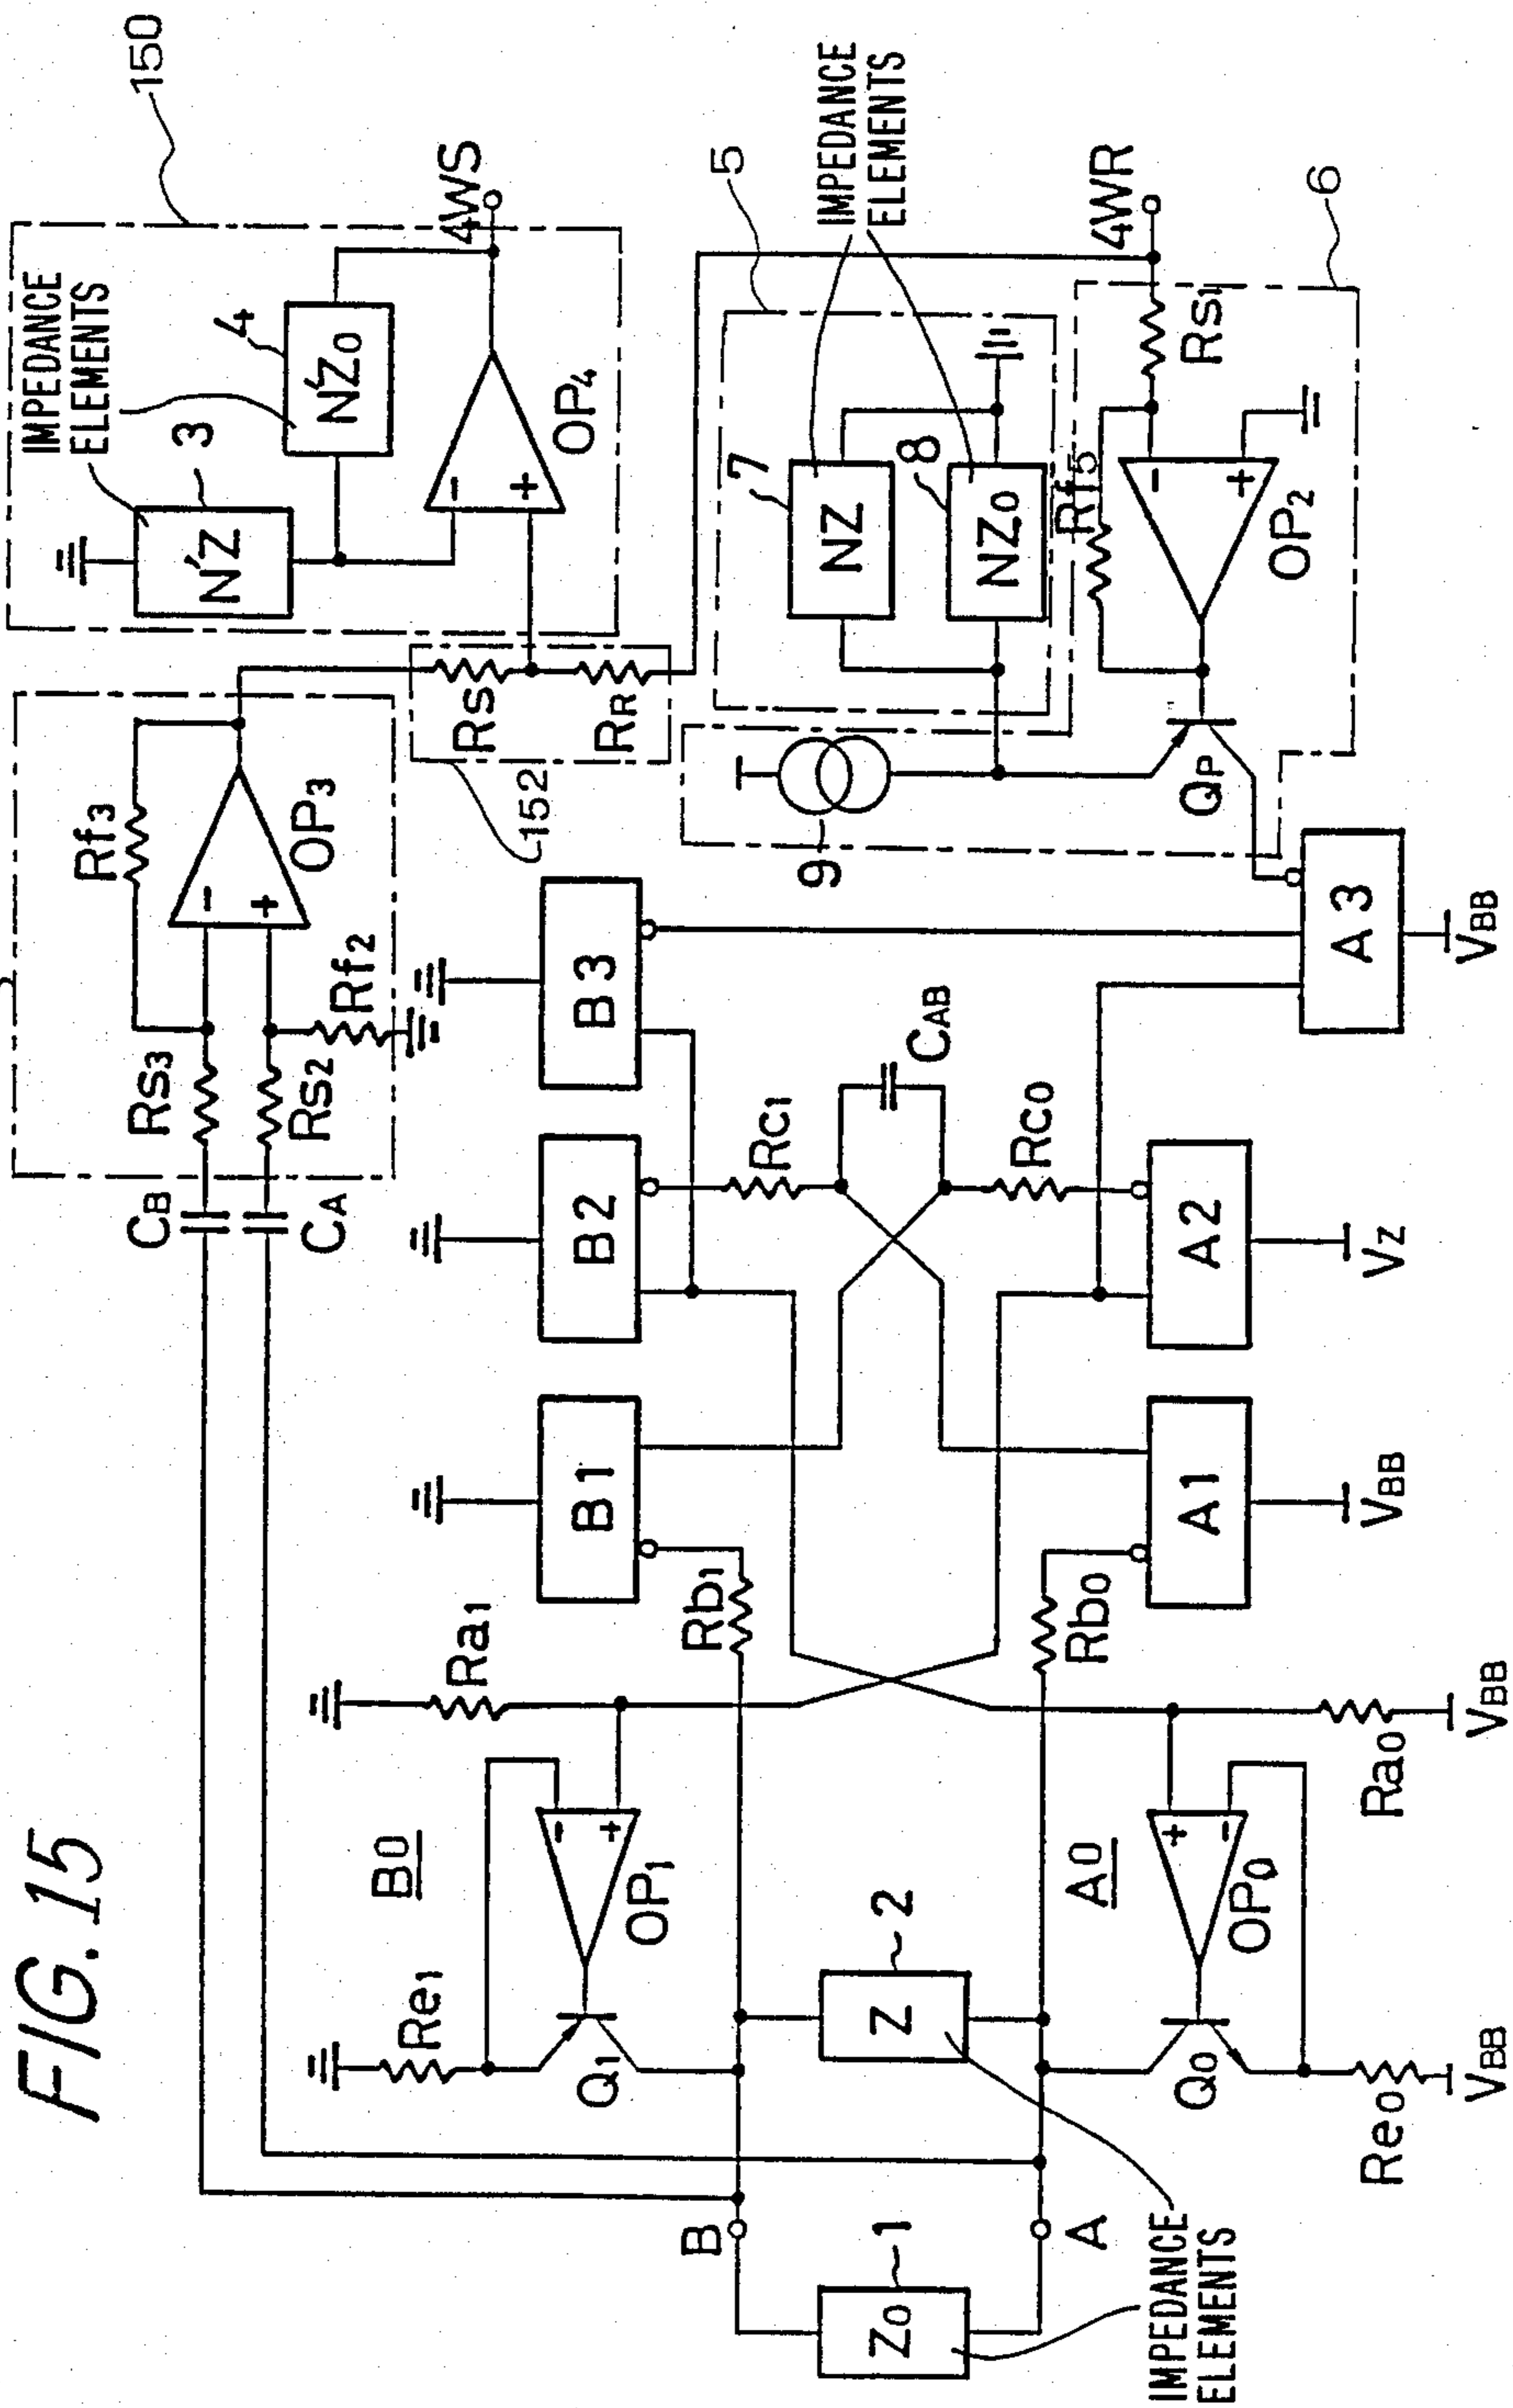 FIG. 15
150
IMPEDANCE
ELEMENTS
3
N'Z
4
N'Z0
4WS
OP4
Rf3
OP3
Rs3
Rs2
Rf2
CB
CA
RS
RR
152
5
IMPEDANCE
ELEMENTS
7
NZ
8
NZ0
4WR
6
Rs1
Rf5
OP2
9
QP
B3
B2
B1
Rc1
CAB
Rc0
A3
VBB
A2
VZ
A1
VBB
Ra1
Rb1
Rb0
B0
OP1
Re1
Q1
Z
2
A0
OP0
Ra0
VBB
Q0
Re0
VBB
B
A
Z0
1
IMPEDANCE
ELEMENTS